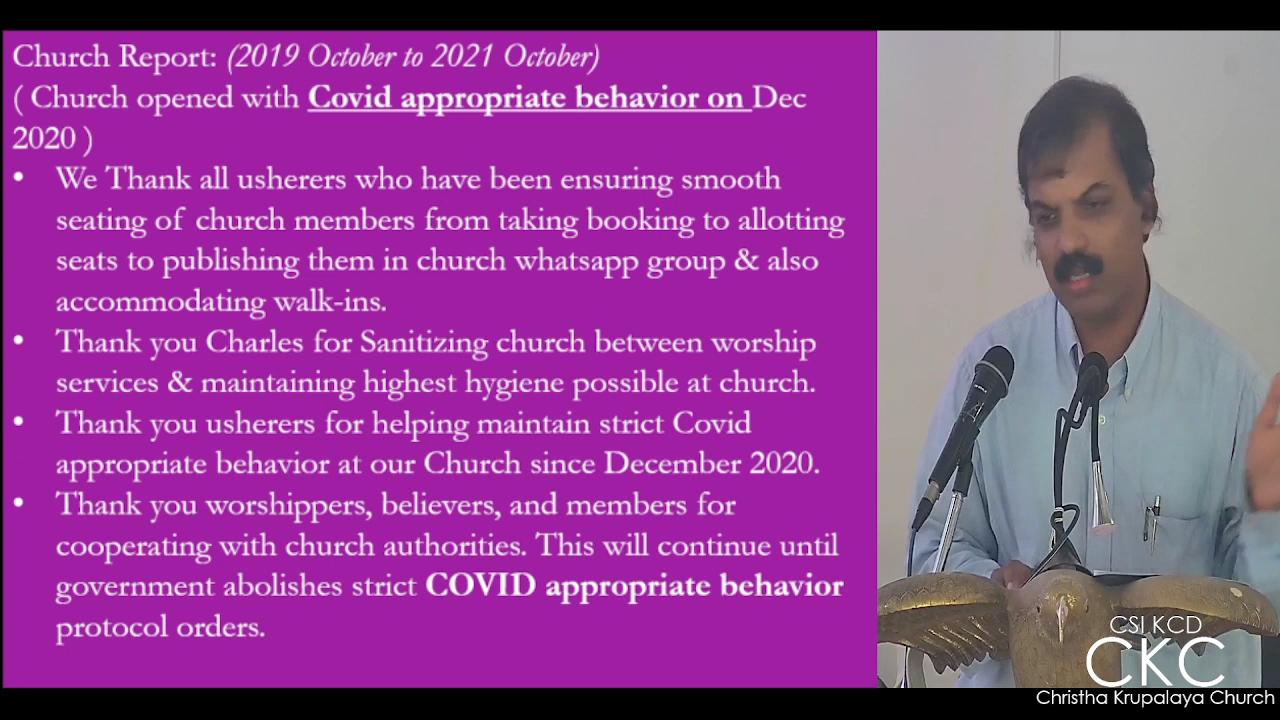 Church Report: (2019 October to 2021 October)
( Church opened with Covid appropriate behavior on Dec
2020 )
• We Thank all usherers who have been ensuring smooth
seating of church members from taking booking to allotting
seats to publishing them in church whatsapp group & also
accommodating walk-ins.
• Thank you Charles for Sanitizing church between worship
services & maintaining highest hygiene possible at church.
• Thank you usherers for helping maintain strict Covid
appropriate behavior at our Church since December 2020.
• Thank you worshippers, believers, and members for
cooperating with church authorities. This will continue until
government abolishes strict COVID appropriate behavior
protocol orders.
CSI KCD
CKC
Christha Krupalaya Church